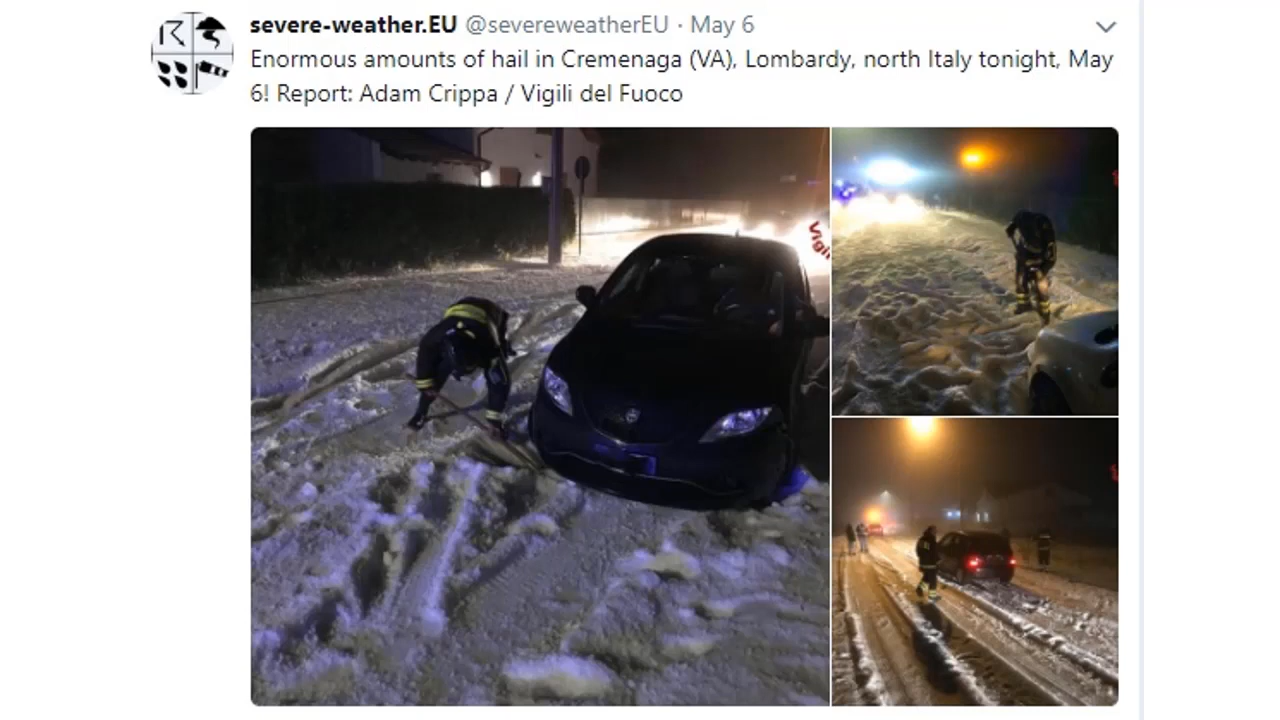 severe-weather.EU @severeweatherEU · May 6
Enormous amounts of hail in Cremenaga (VA), Lombardy, north Italy tonight, May
6! Report: Adam Crippa / Vigili del Fuoco